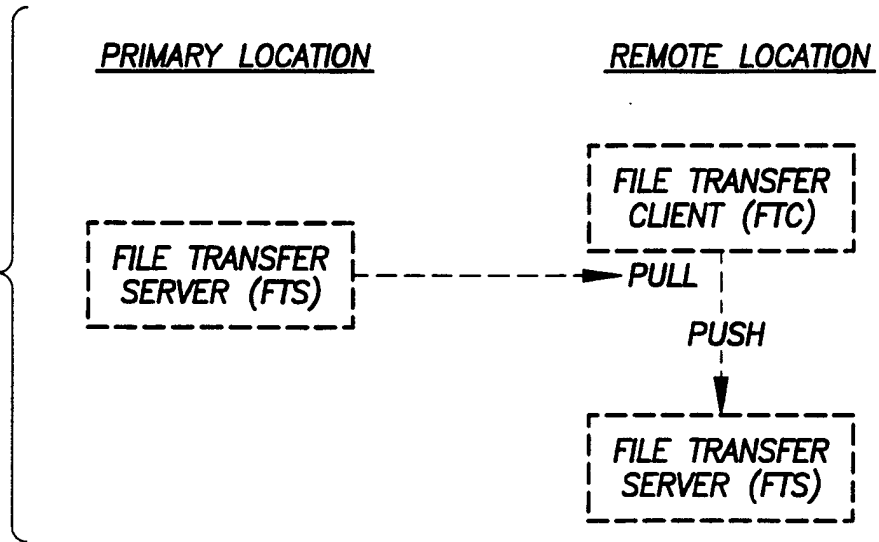 PRIMARY LOCATION
REMOTE LOCATION
FILE TRANSFER
CLIENT (FTC)
FILE TRANSFER
SERVER (FTS)
PULL
PUSH
FILE TRANSFER
SERVER (FTS)